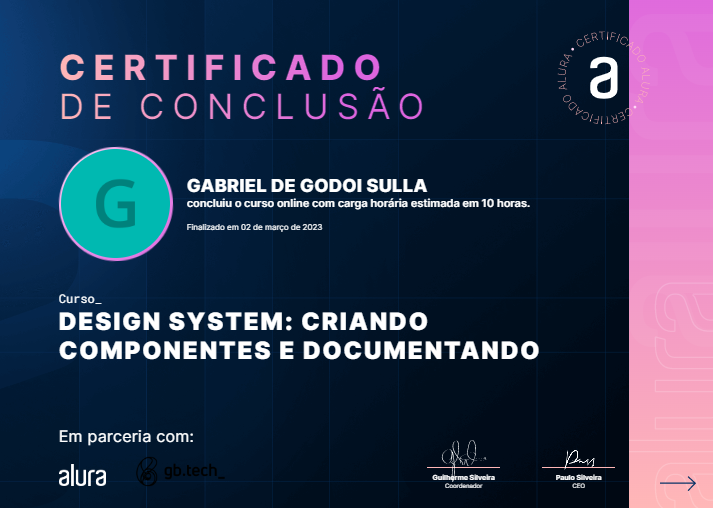 CERTIFICADO
DE CONCLUSÃO
• CERTIFICADO ALURA • CERTIFICADO ALURA
a
G
GABRIEL DE GODOI SULLA
concluiu o curso online com carga horária estimada em 10 horas.
Finalizado em 02 de março de 2023
Curso_
DESIGN SYSTEM: CRIANDO
COMPONENTES E DOCUMENTANDO
Em parceria com:
alura
gb.tech_
Guilherme Silveira
Coordenador
Paulo Silveira
CEO
alura